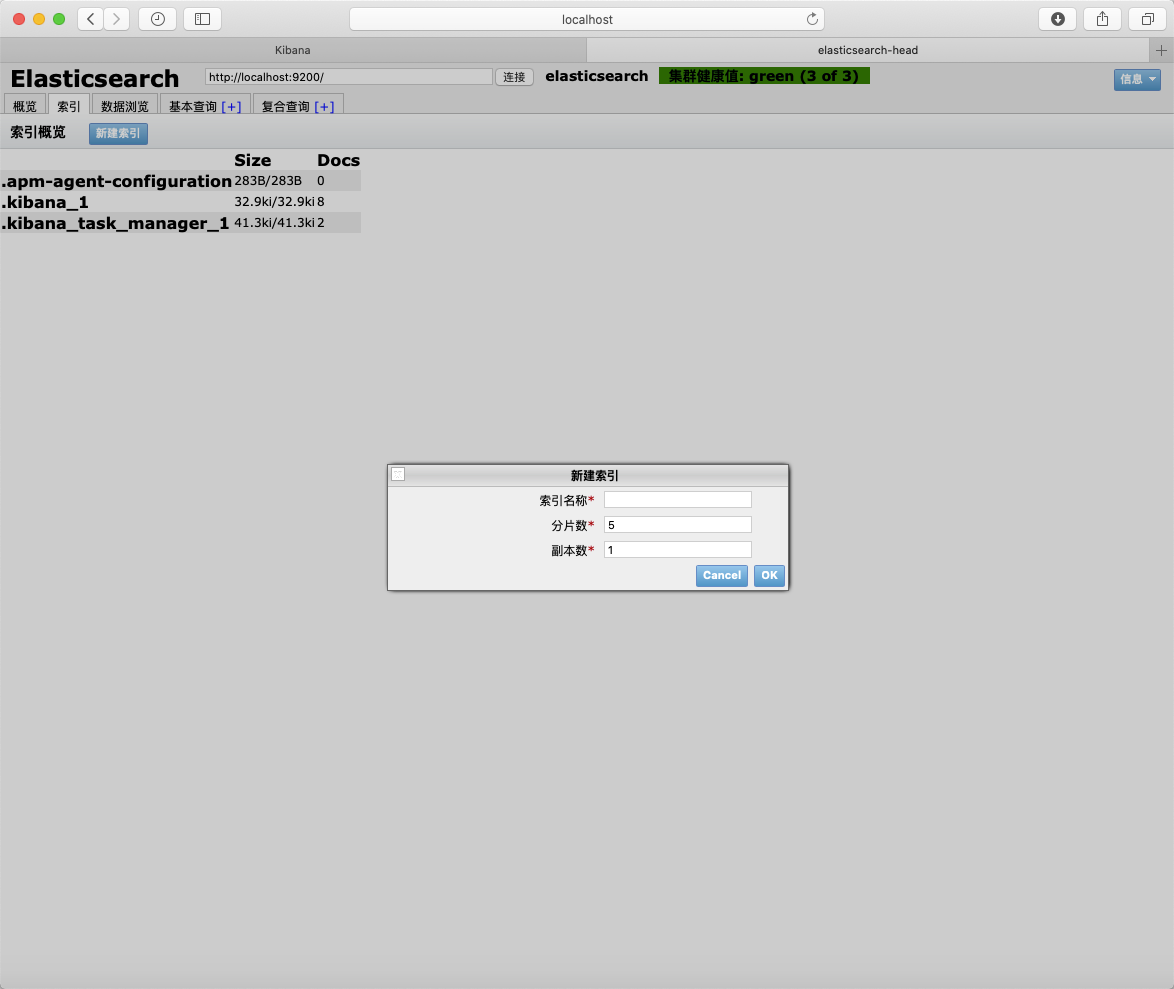 localhost
Kibana
elasticsearch-head
Elasticsearch http://localhost:9200/ 连接 elasticsearch 集群健康值: green (3 of 3) 信息
概览 索引 数据浏览 基本查询 [+] 复合查询 [+]
索引概览 新建索引
Size Docs
.apm-agent-configuration 283B/283B 0
.kibana_1 32.9ki/32.9ki 8
.kibana_task_manager_1 41.3ki/41.3ki 2
新建索引
索引名称*
分片数* 5
副本数* 1
Cancel OK